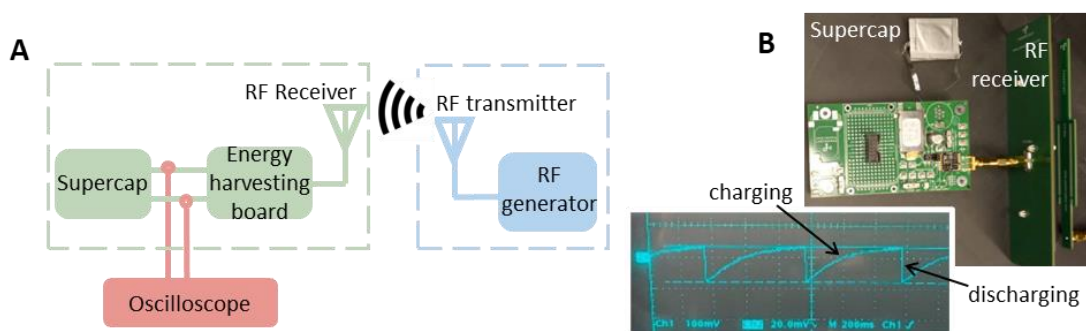 A
RF Receiver
RF transmitter
Supercap
Energy
harvesting
board
RF
generator
Oscilloscope
B
Supercap
RF
receiver
charging
discharging
Ch1 100mV 20.0mV M 200ms Ch1